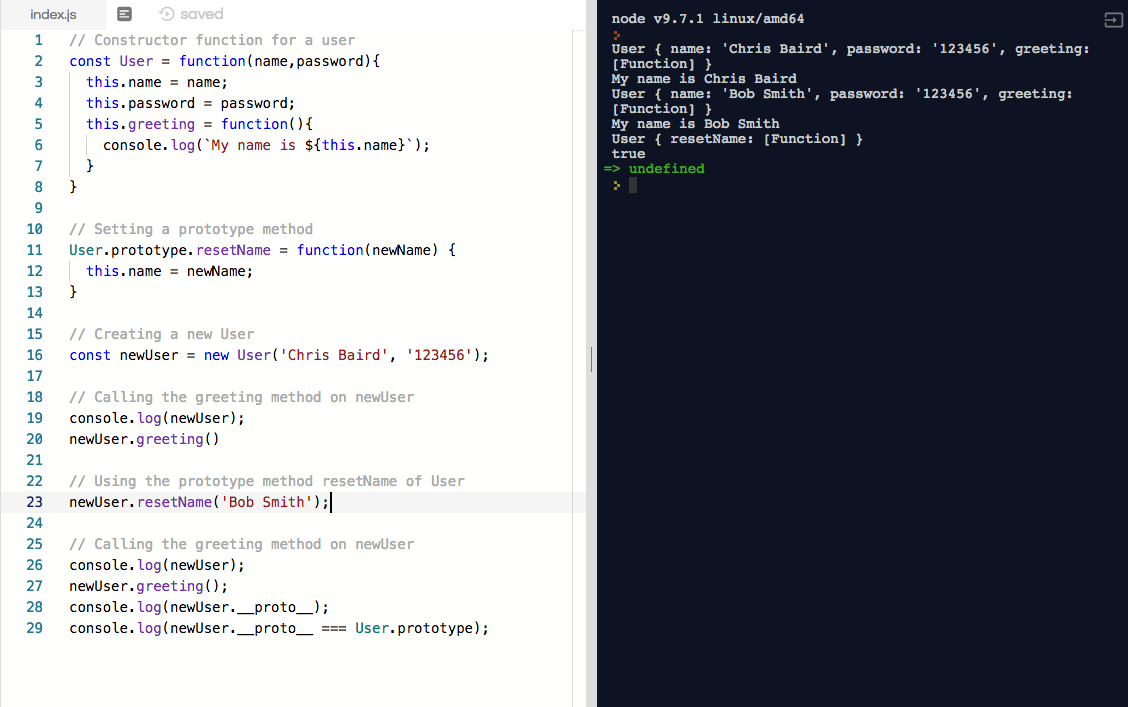 index.js saved
1 // Constructor function for a user
2 const User = function(name,password){
3 this.name = name;
4 this.password = password;
5 this.greeting = function(){
6 console.log(`My name is ${this.name}`);
7 }
8 }
9
10 // Setting a prototype method
11 User.prototype.resetName = function(newName) {
12 this.name = newName;
13 }
14
15 // Creating a new User
16 const newUser = new User('Chris Baird', '123456');
17
18 // Calling the greeting method on newUser
19 console.log(newUser);
20 newUser.greeting()
21
22 // Using the prototype method resetName of User
23 newUser.resetName('Bob Smith');
24
25 // Calling the greeting method on newUser
26 console.log(newUser);
27 newUser.greeting();
28 console.log(newUser.__proto__);
29 console.log(newUser.__proto__ === User.prototype);
node v9.7.1 linux/amd64
User { name: 'Chris Baird', password: '123456', greeting:
[Function] }
My name is Chris Baird
User { name: 'Bob Smith', password: '123456', greeting:
[Function] }
My name is Bob Smith
User { resetName: [Function] }
true
=> undefined